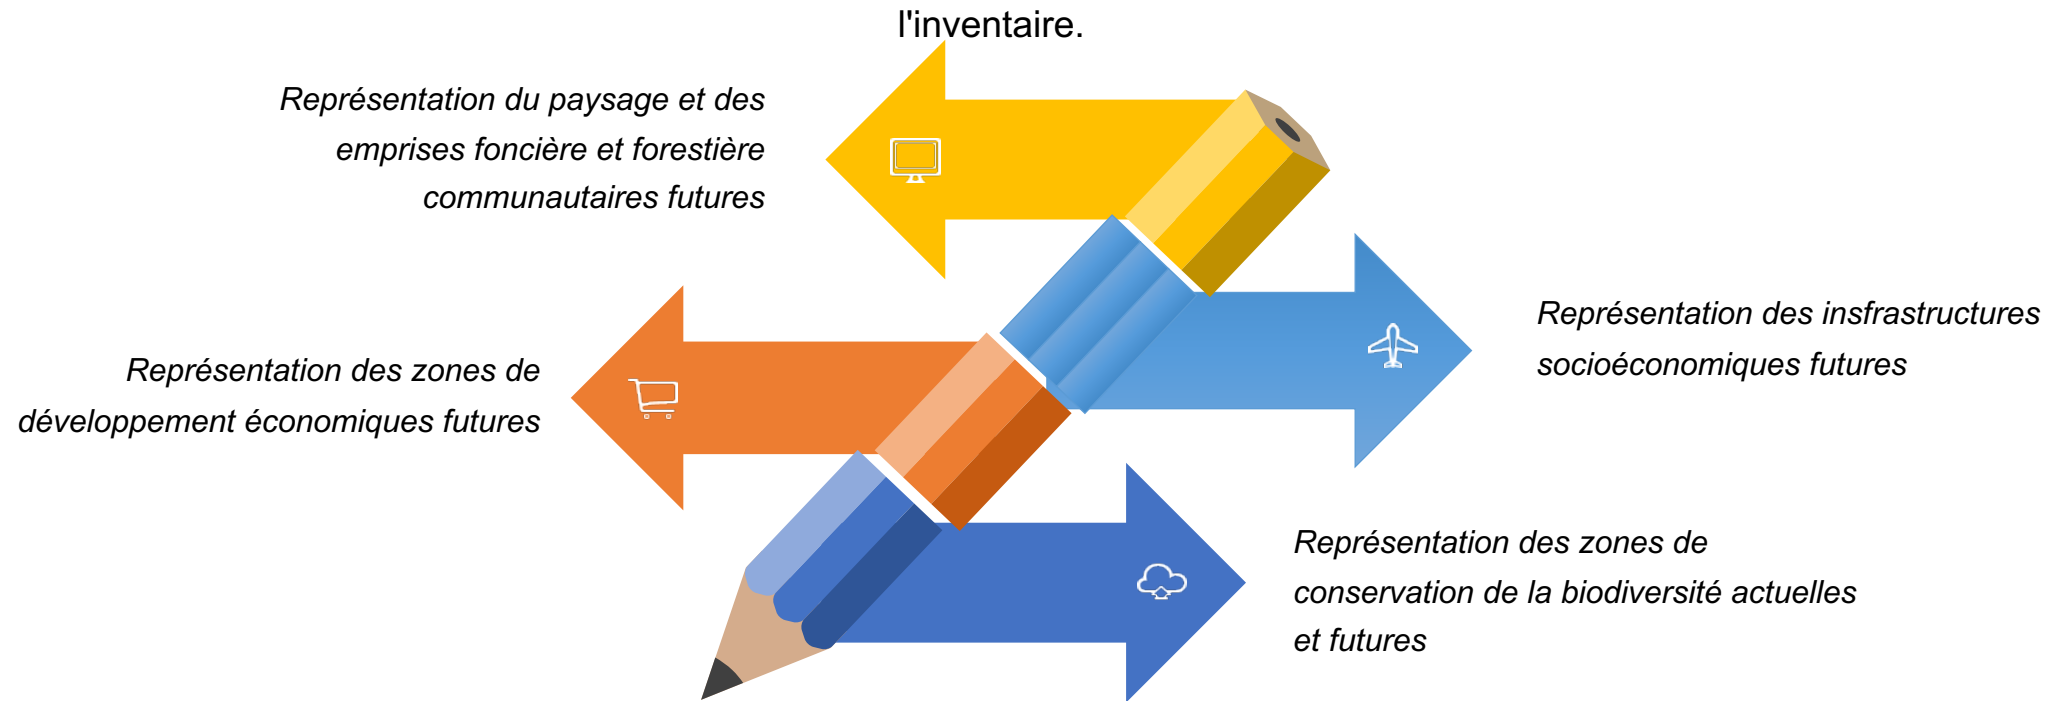 l'inventaire.
Représentation du paysage et des
emprises foncière et forestière
communautaires futures
Représentation des insfrastructures
socioéconomiques futures
Représentation des zones de
développement économiques futures
Représentation des zones de
conservation de la biodiversité actuelles
et futures